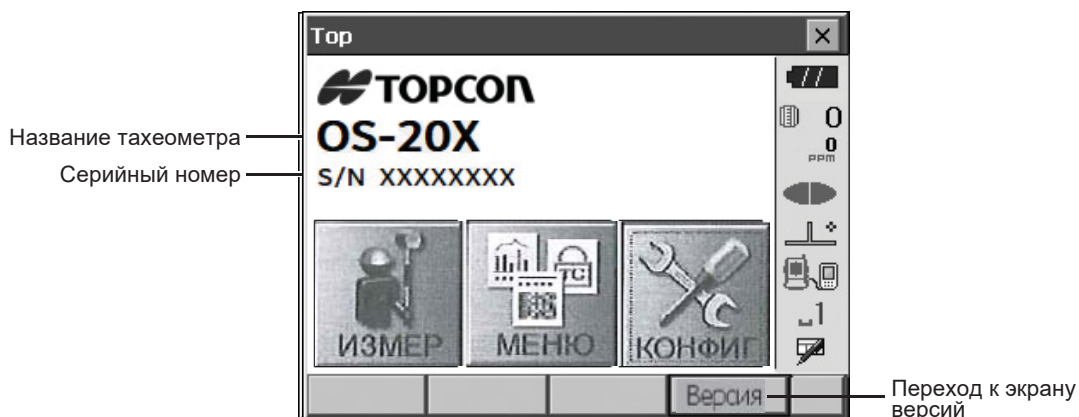 Top
TOPCON
OS-20X
Название тахеометра
S/N XXXXXXXX
Серийный номер
0
0
PPM
1
TC
ИЗМЕР
МЕНЮ
КОНФИГ
Версия
Переход к экрану
версий